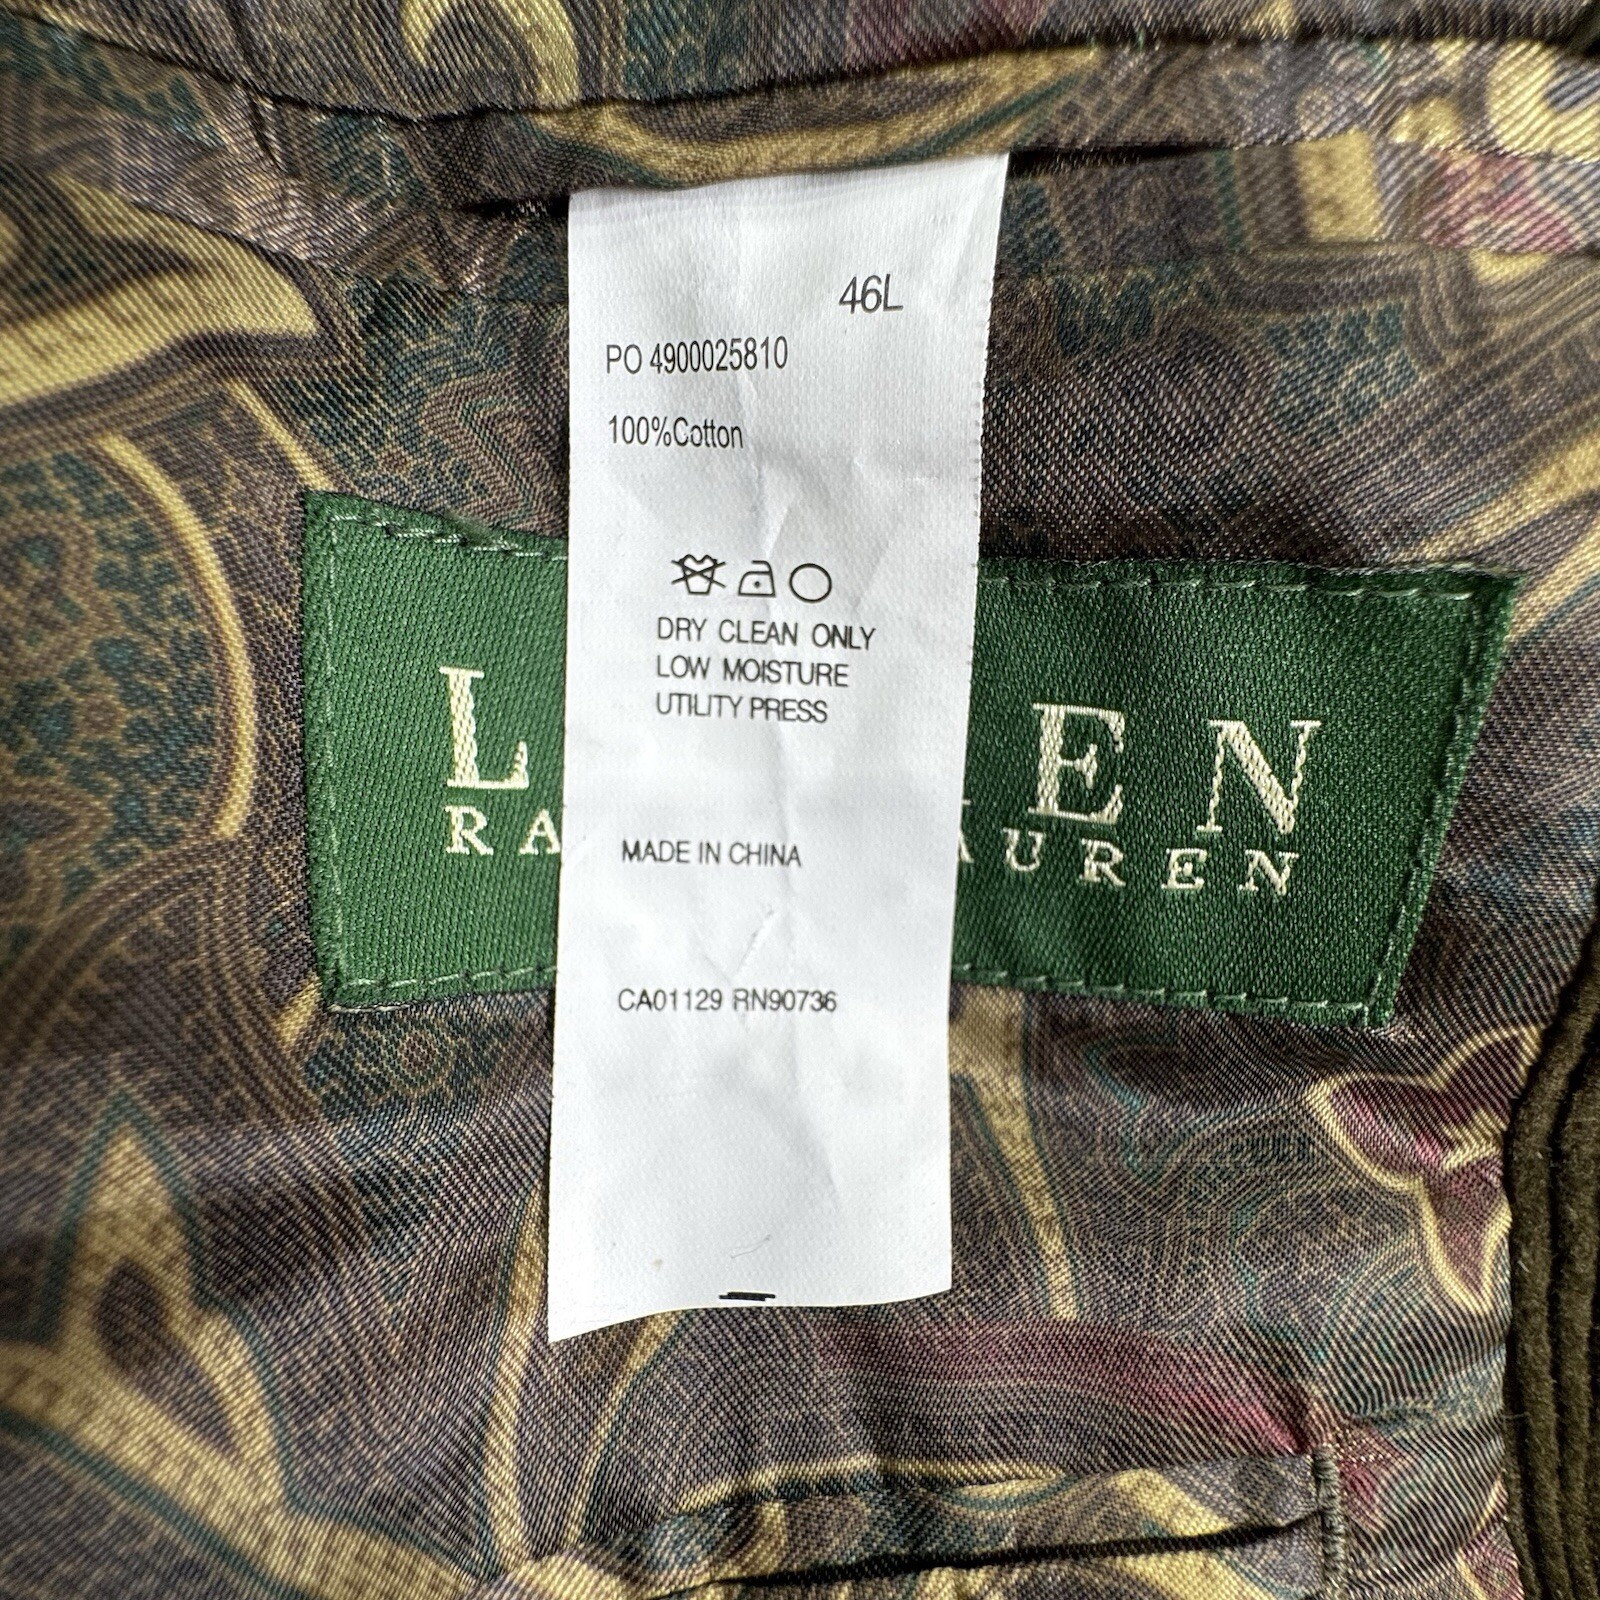 46L
PO 4900025810
100%Cotton
DRY CLEAN ONLY
LOW MOISTURE
UTILITY PRESS
MADE IN CHINA
CA01129 RN90736
L EN
RA AUREN